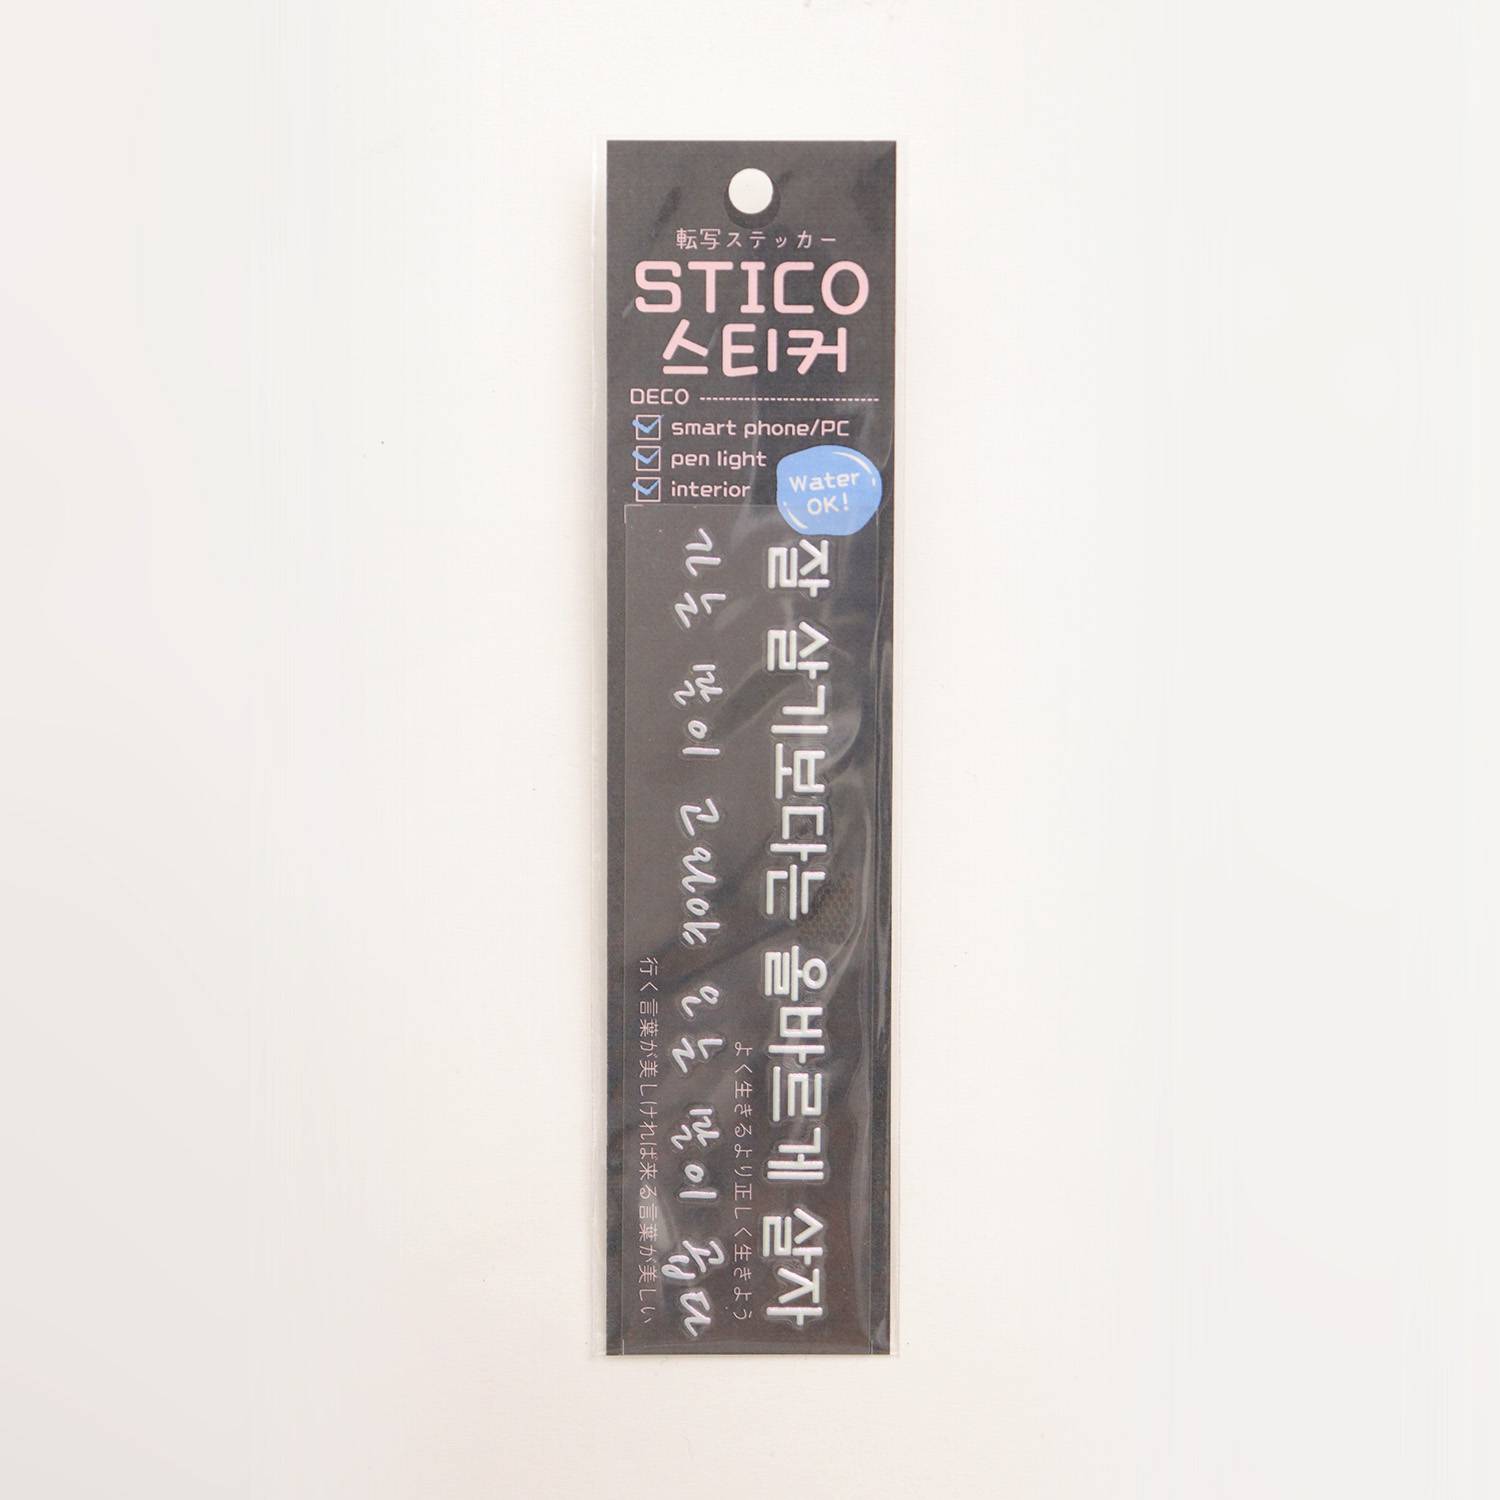 転写ステッカー
STICO
스티커
DECO
smart phone/PC
pen light
interior
Water
OK!
잘 살기보다는 올바르게 살자
よく生きるより正しく生きよう
가는 말이 고와야 오는 말이 곱다
行く言葉が美しければ来る言葉が美しい